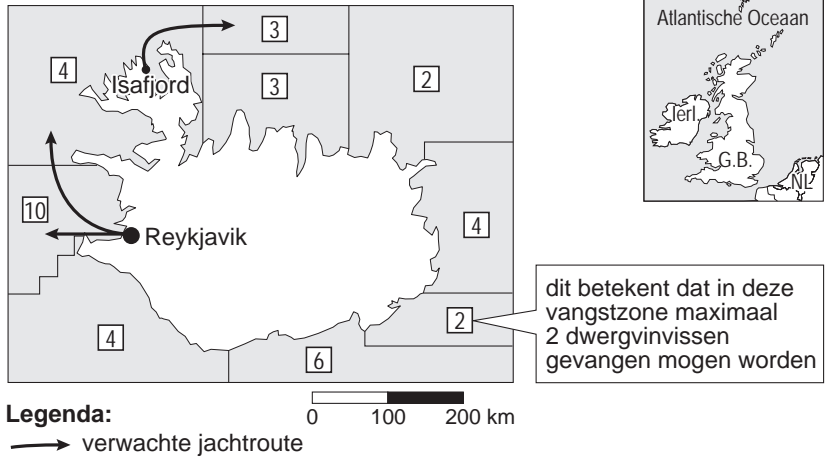 Atlantische Oceaan
Ierl.
G.B.
NL
3
4
Isafjord
3
2
10
Reykjavik
4
4
2
6
dit betekent dat in deze
vangstzone maximaal
2 dwergvinvissen
gevangen mogen worden
Legenda:
0 100 200 km
verwachte jachtroute